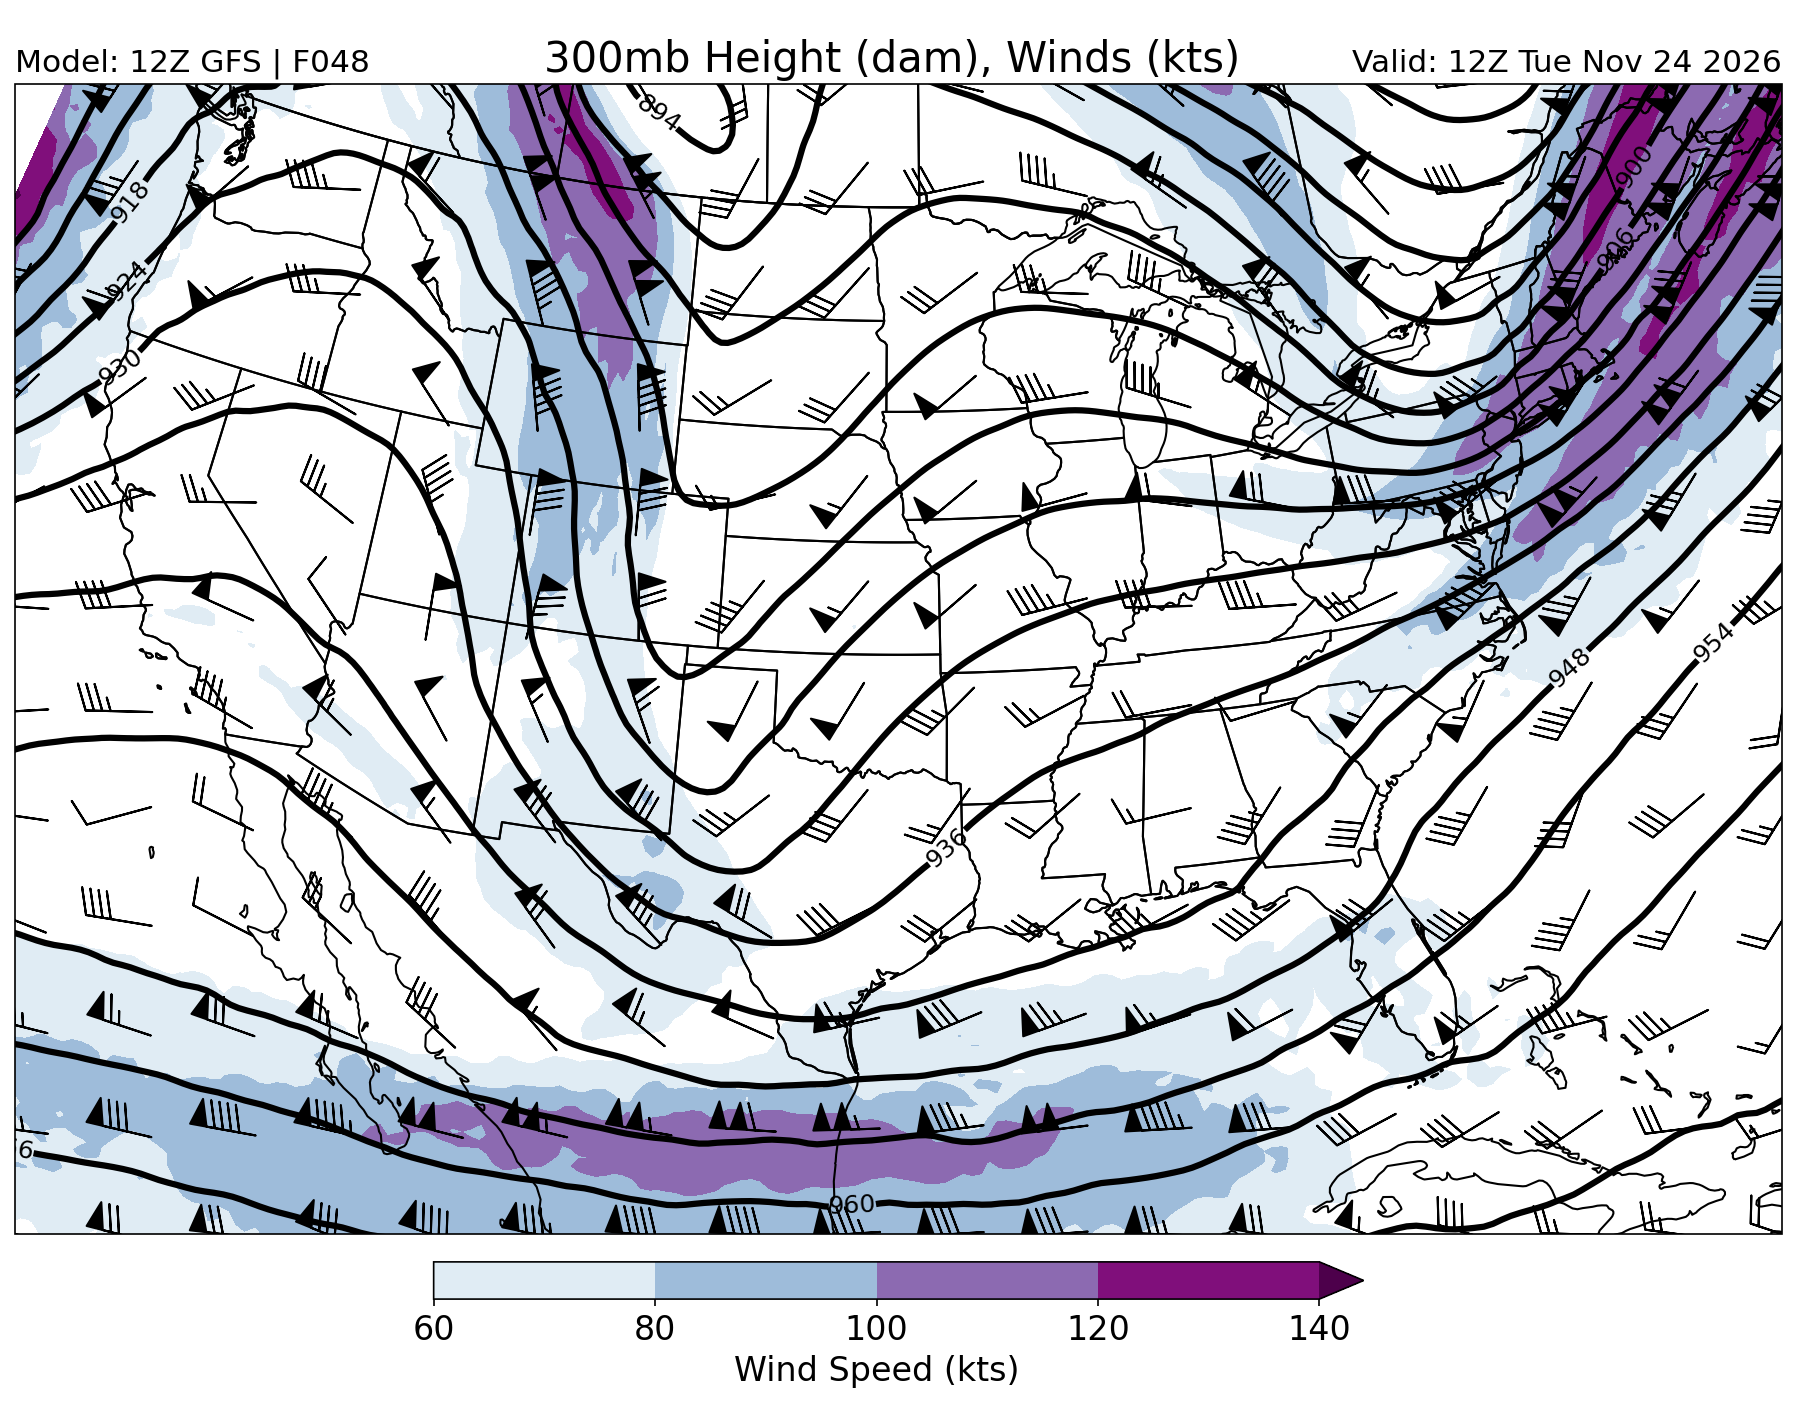 Model: 12Z GFS | F048
300mb Height (dam), Winds (kts)
Valid: 12Z Tue Nov 24 2026
894
900
918
906
924
930
954
948
936
6
960
60 80 100 120 140
Wind Speed (kts)